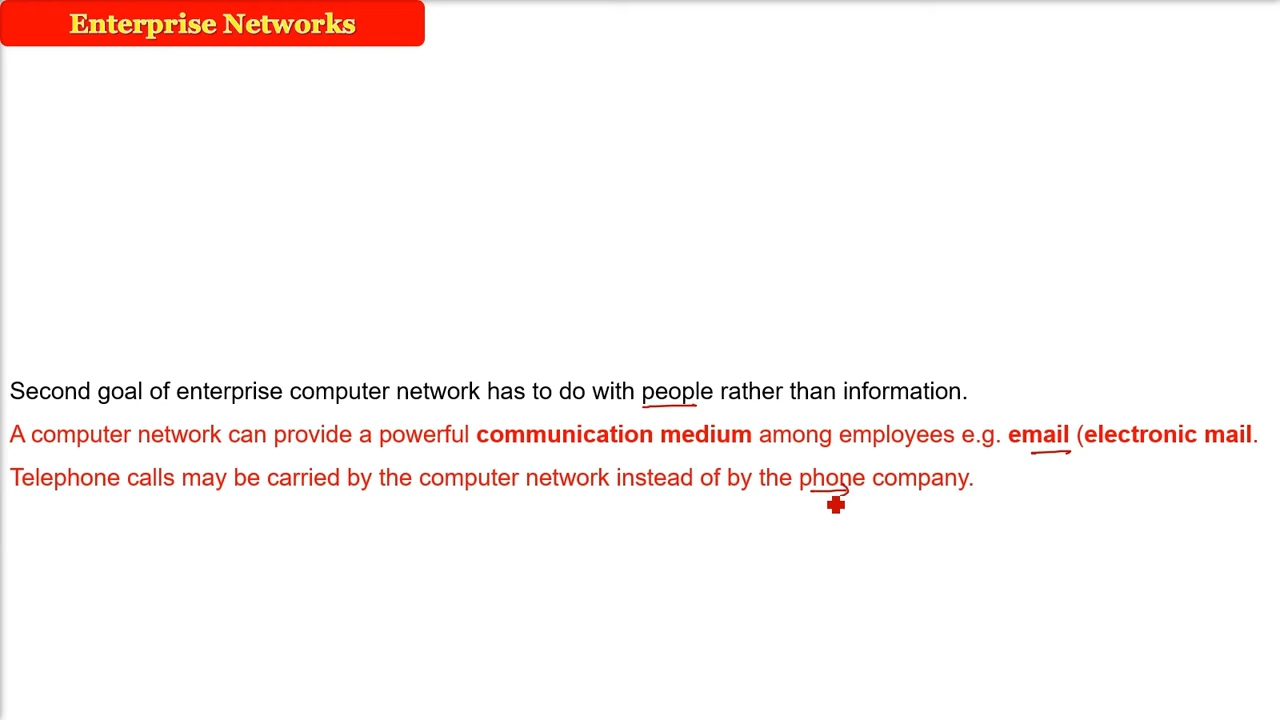 Enterprise Networks
Second goal of enterprise computer network has to do with people rather than information.
A computer network can provide a powerful communication medium among employees e.g. email (electronic mail.
Telephone calls may be carried by the computer network instead of by the phone company.